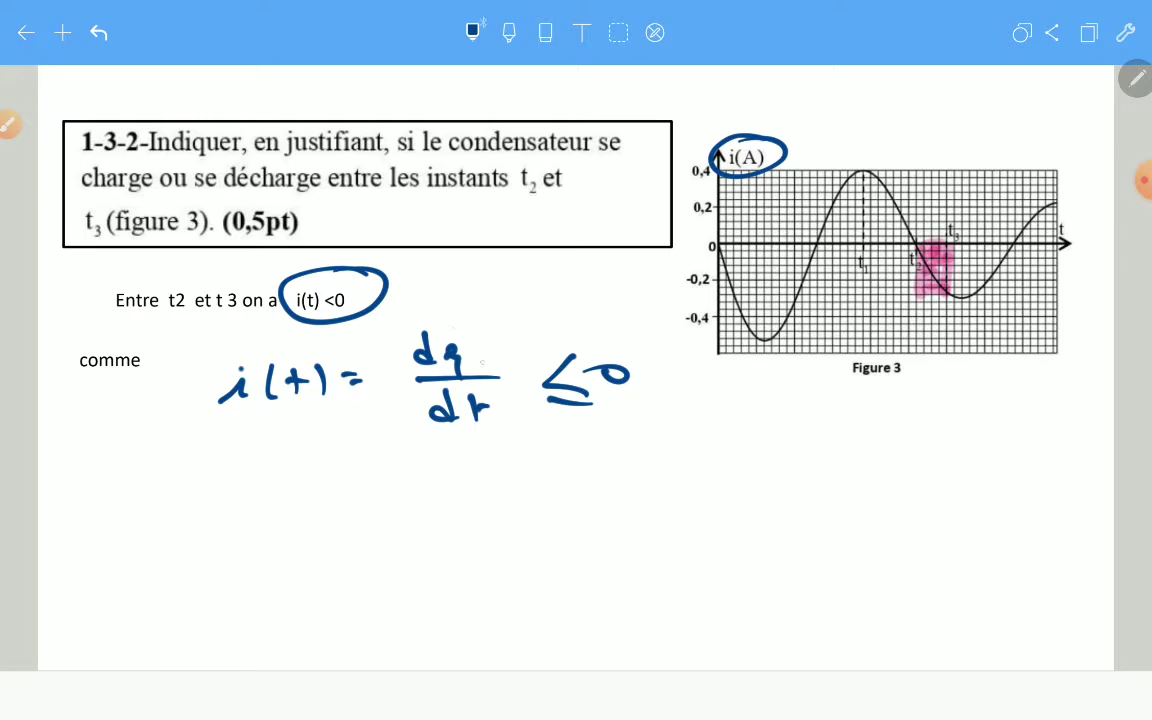 1-3-2-Indiquer, en justifiant, si le condensateur se
charge ou se décharge entre les instants t₂ et
t₃ (figure 3). (0,5pt)
Entre t2 et t 3 on a i(t) <0
comme
i(t) = dq/dt ≤ 0
i(A)
0,4
0,2
0
-0,2
-0,4
t₁
t₂
t₃
t
Figure 3